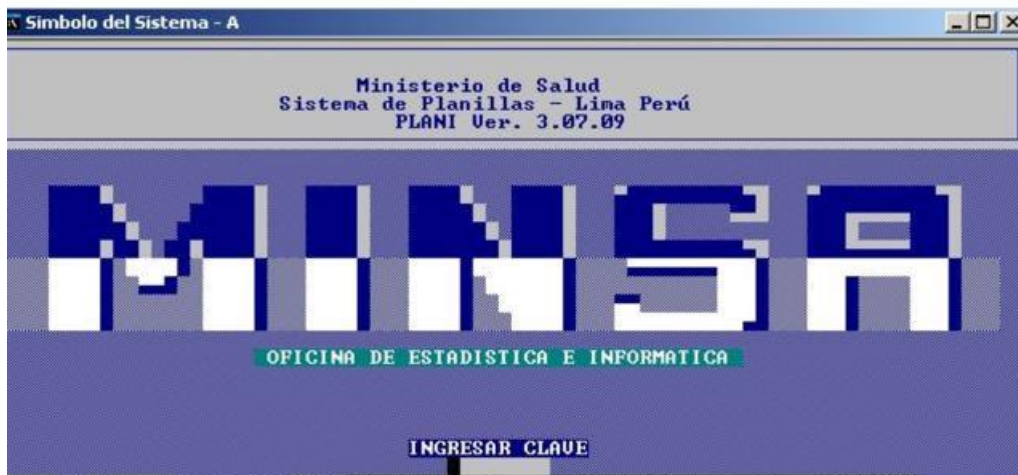 Simbolo del Sistema - A
Ministerio de Salud
Sistema de Planillas - Lima Perú
PLANI Ver. 3.07.09
MINSA
OFICINA DE ESTADISTICA E INFORMATICA
INGRESAR CLAVE